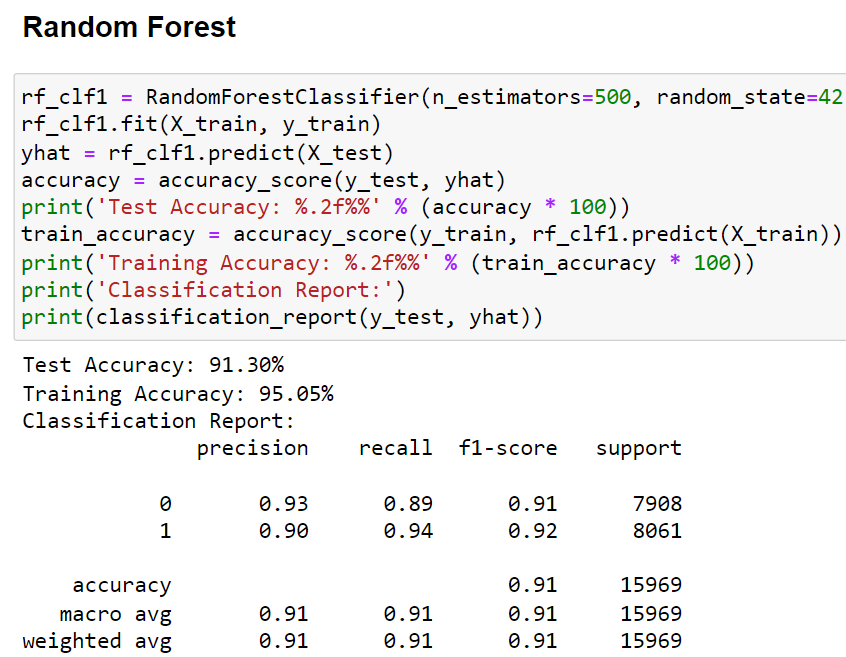 Random Forest
rf_clf1 = RandomForestClassifier(n_estimators=500, random_state=42
rf_clf1.fit(X_train, y_train)
yhat = rf_clf1.predict(X_test)
accuracy = accuracy_score(y_test, yhat)
print('Test Accuracy: %.2f%%' % (accuracy * 100))
train_accuracy = accuracy_score(y_train, rf_clf1.predict(X_train))
print('Training Accuracy: %.2f%%' % (train_accuracy * 100))
print('Classification Report:')
print(classification_report(y_test, yhat))
Test Accuracy: 91.30%
Training Accuracy: 95.05%
Classification Report:
precision recall f1-score support
0 0.93 0.89 0.91 7908
1 0.90 0.94 0.92 8061
accuracy 0.91 15969
macro avg 0.91 0.91 0.91 15969
weighted avg 0.91 0.91 0.91 15969